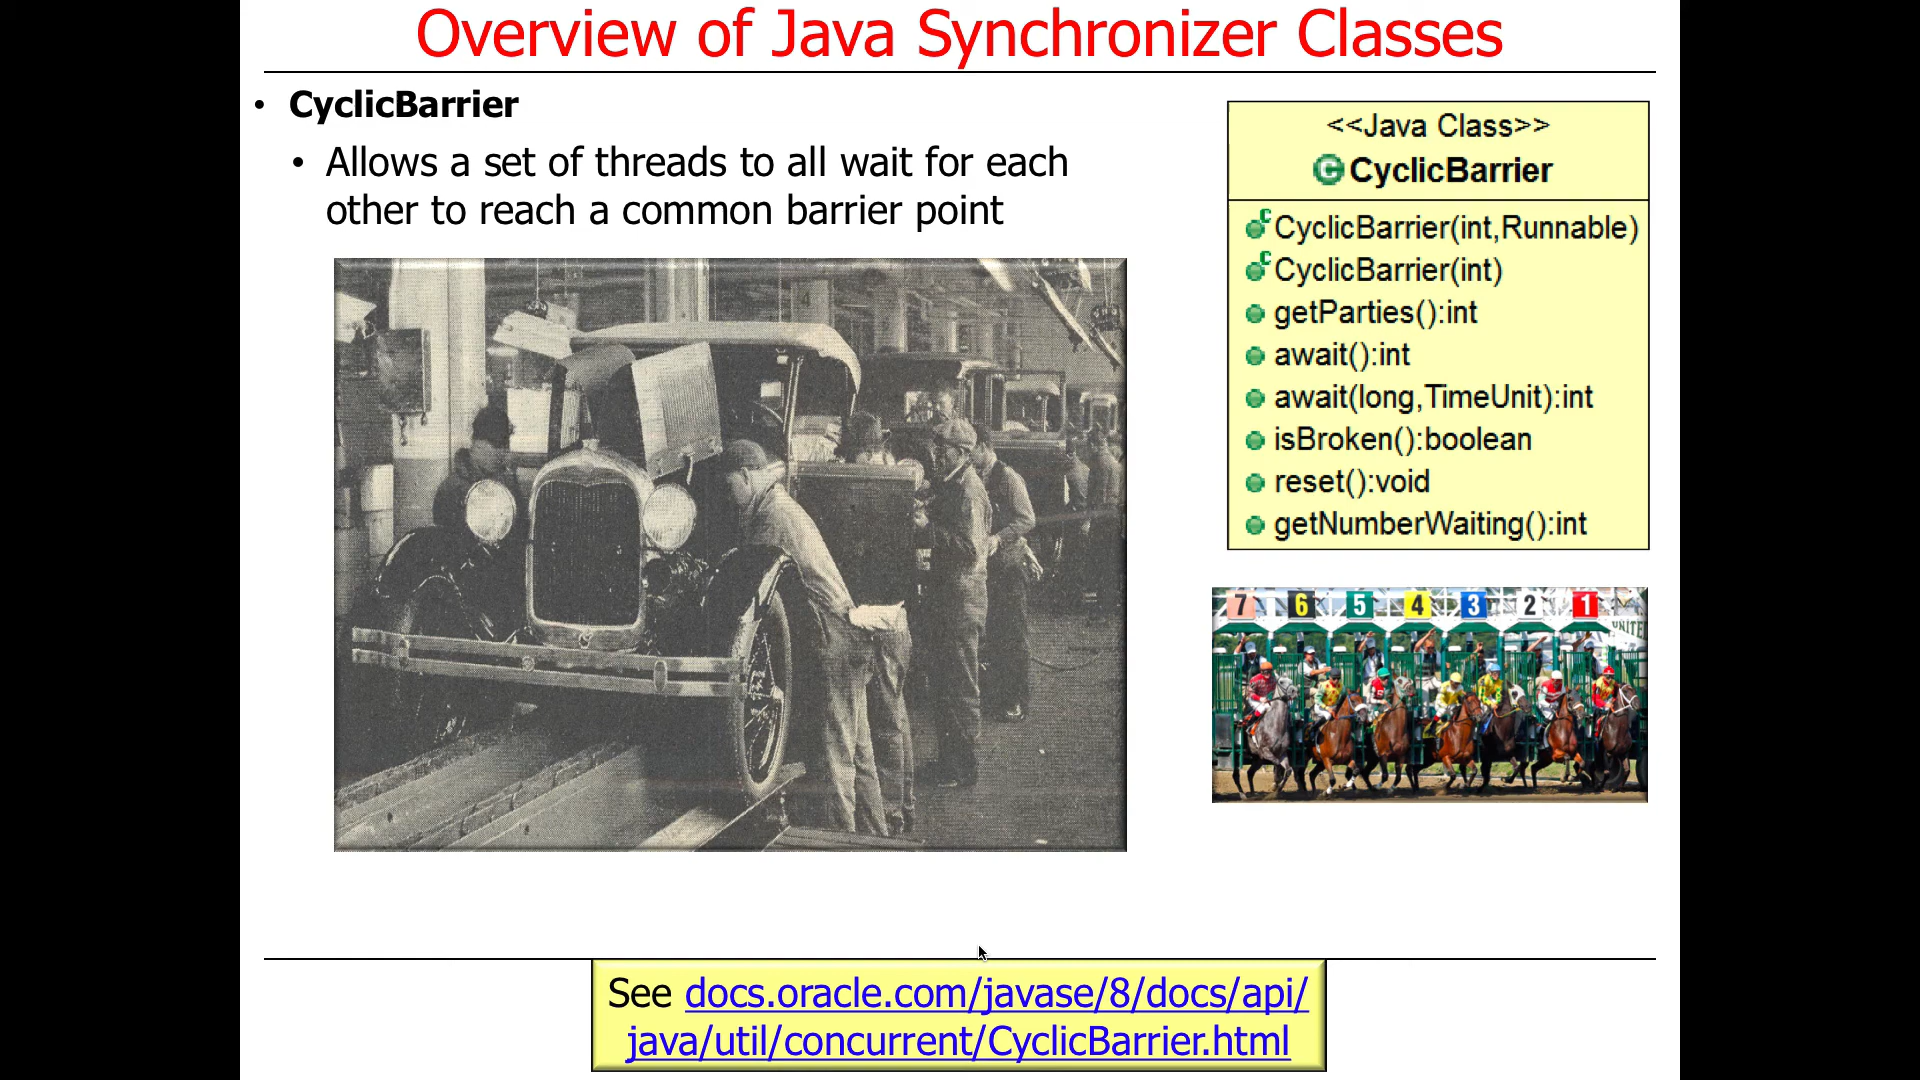 Overview of Java Synchronizer Classes
• CyclicBarrier
• Allows a set of threads to all wait for each
other to reach a common barrier point
<<Java Class>>
C CyclicBarrier
C CyclicBarrier(int,Runnable)
C CyclicBarrier(int)
getParties():int
await():int
await(long,TimeUnit):int
isBroken():boolean
reset():void
getNumberWaiting():int
7 6 5 4 3 2 1
UNITE
See docs.oracle.com/javase/8/docs/api/
java/util/concurrent/CyclicBarrier.html